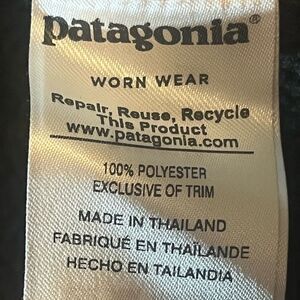 patagonia®
WORN WEAR
Repair, Reuse, Recycle
This Product
www.patagonia.com
100% POLYESTER
EXCLUSIVE OF TRIM
MADE IN THAILAND
FABRIQUÉ EN THAÏLANDE
HECHO EN TAILANDIA